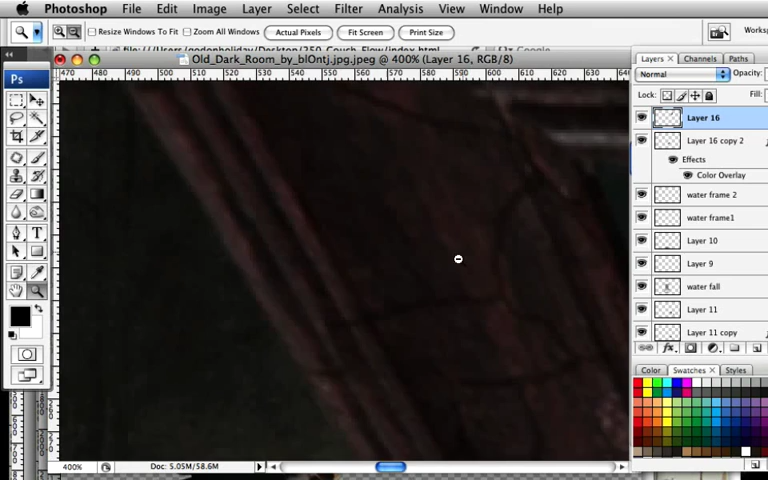 Photoshop File Edit Image Layer Select Filter Analysis View Window Help
Resize Windows To Fit Zoom All Windows Actual Pixels Fit Screen Print Size
Old_Dark_Room_by_blOntj.jpg.jpeg @ 400% (Layer 16, RGB/8)
470 480 490 500 510 520 530 540 550 560 570 580 590 600 610 620 630
Ps
Layers × Channels Paths
Normal Opacity:
Lock: Fill:
Layer 16
Layer 16 copy 2
Effects
Color Overlay
water frame 2
water frame1
Layer 10
Layer 9
water fall
Layer 11
Layer 11 copy
Color Swatches × Styles
400% Doc: 5.05M/58.6M